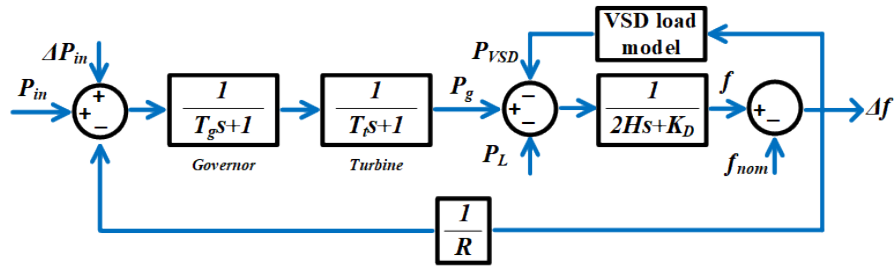 ΔP_in
P_in
+
+
−
1
T_g s+1
Governor
1
T_t s+1
Turbine
P_g
P_VSD
+
−
−
P_L
VSD load
model
1
2Hs+K_D
f
+
−
f_nom
Δf
1
R